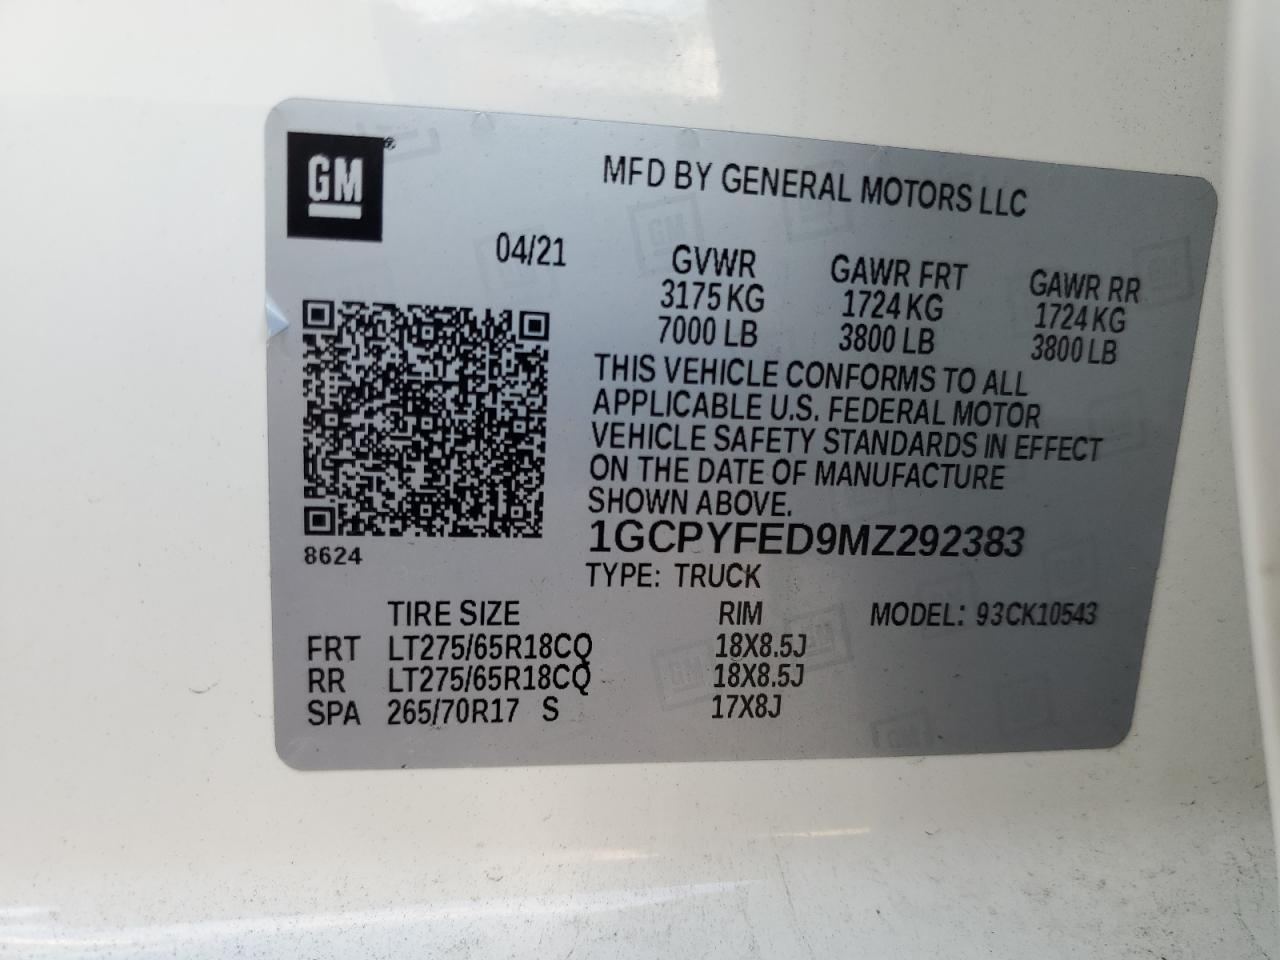 GM®
MFD BY GENERAL MOTORS LLC
04/21
GVWR GAWR FRT GAWR RR
3175 KG 1724 KG 1724 KG
7000 LB 3800 LB 3800 LB
THIS VEHICLE CONFORMS TO ALL
APPLICABLE U.S. FEDERAL MOTOR
VEHICLE SAFETY STANDARDS IN EFFECT
ON THE DATE OF MANUFACTURE
SHOWN ABOVE.
1GCPYFED9MZ292383
8624
TYPE: TRUCK
TIRE SIZE RIM MODEL: 93CK10543
FRT LT275/65R18CQ 18X8.5J
RR LT275/65R18CQ 18X8.5J
SPA 265/70R17 S 17X8J